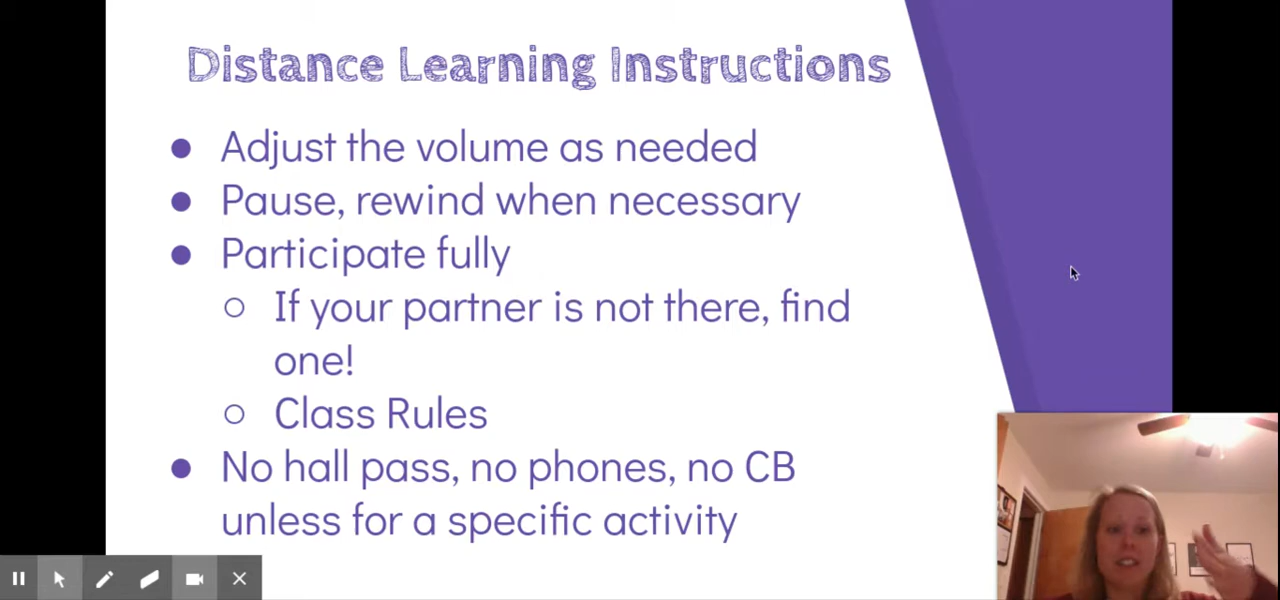 Distance Learning Instructions
● Adjust the volume as needed
● Pause, rewind when necessary
● Participate fully
○ If your partner is not there, find
one!
○ Class Rules
● No hall pass, no phones, no CB
unless for a specific activity